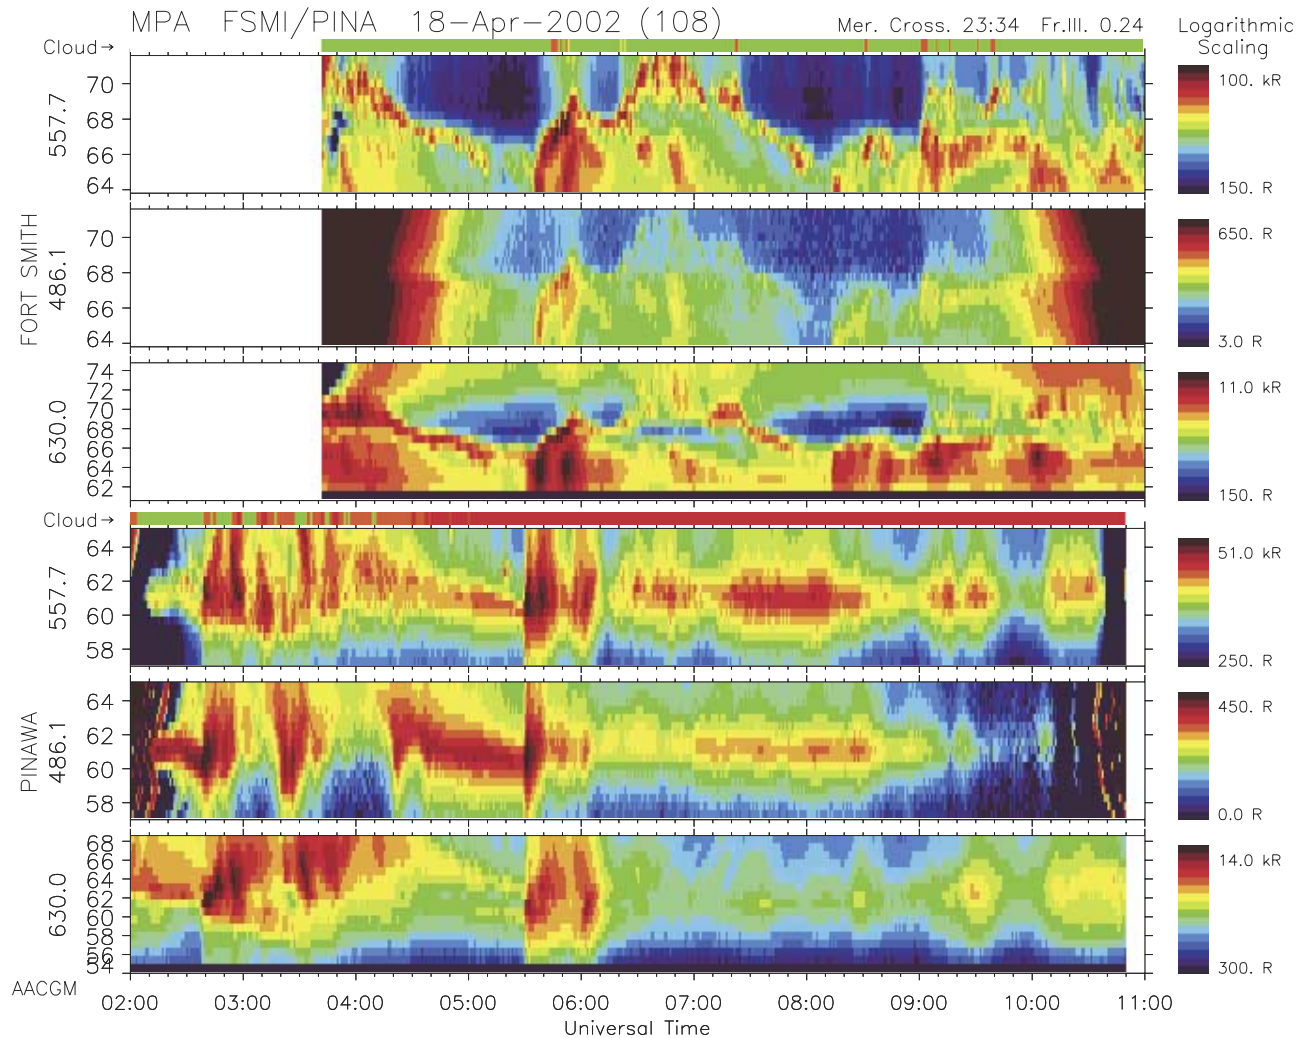 MPA FSMI/PINA 18-Apr-2002 (108) Mer. Cross. 23:34 Fr.Ill. 0.24
Logarithmic
Scaling
Cloud→
FORT SMITH
557.7
70
68
66
64
100. kR
150. R
486.1
70
68
66
64
650. R
3.0 R
630.0
74
72
70
68
66
64
62
11.0 kR
150. R
Cloud→
PINAWA
557.7
64
62
60
58
51.0 kR
250. R
486.1
64
62
60
58
450. R
0.0 R
630.0
68
66
64
62
60
58
56
54
14.0 kR
300. R
AACGM
02:00 03:00 04:00 05:00 06:00 07:00 08:00 09:00 10:00 11:00
Universal Time